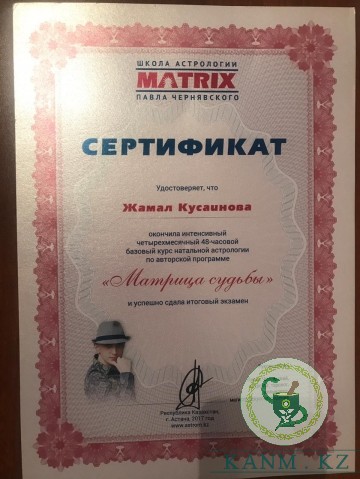 ШКОЛА АСТРОЛОГИИ
MATRIX
ПАВЛА ЧЕРНЯВСКОГО
СЕРТИФИКАТ
Удостоверяет, что
Жамал Кусаинова
окончила интенсивный
четырехмесячный 48-часовой
базовый курс натальной астрологии
по авторской программе
«Матрица судьбы»
и успешно сдала итоговый экзамен
Республика Казахстан,
г. Астана, 2017 год
KANM.KZ